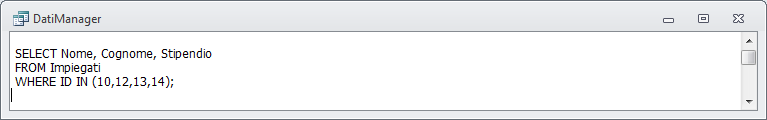 DatiManager
SELECT Nome, Cognome, Stipendio
FROM Impiegati
WHERE ID IN (10,12,13,14);